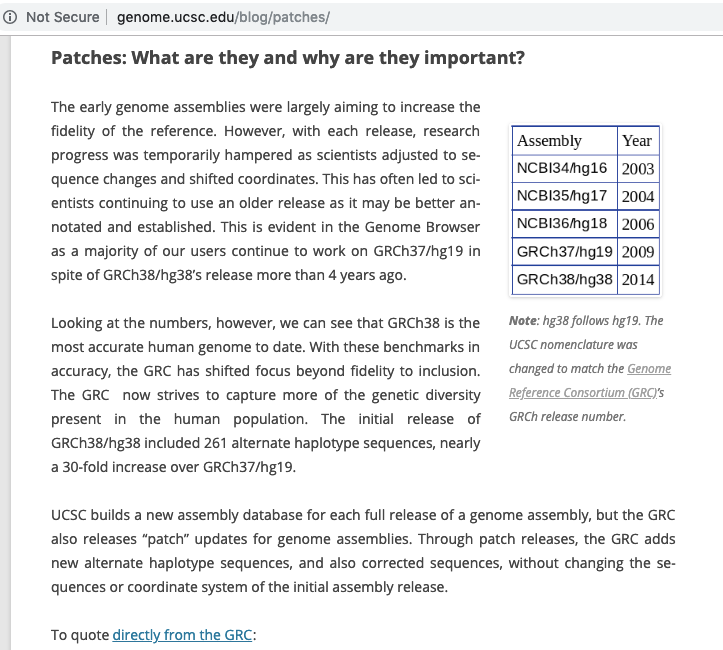 Not Secure
genome.ucsc.edu/blog/patches/
Patches: What are they and why are they important?
The early genome assemblies were largely aiming to increase the
fidelity of the reference. However, with each release, research
progress was temporarily hampered as scientists adjusted to se-
quence changes and shifted coordinates. This has often led to sci-
entists continuing to use an older release as it may be better an-
notated and established. This is evident in the Genome Browser
as a majority of our users continue to work on GRCh37/hg19 in
spite of GRCh38/hg38's release more than 4 years ago.
Looking at the numbers, however, we can see that GRCh38 is the
most accurate human genome to date. With these benchmarks in
accuracy, the GRC has shifted focus beyond fidelity to inclusion.
The GRC now strives to capture more of the genetic diversity
present in the human population. The initial release of
GRCh38/hg38 included 261 alternate haplotype sequences, nearly
a 30-fold increase over GRCh37/hg19.
Assembly Year
NCBI34/hg16 2003
NCBI35/hg17 2004
NCBI36/hg18 2006
GRCh37/hg19 2009
GRCh38/hg38 2014
Note: hg38 follows hg19. The
UCSC nomenclature was
changed to match the Genome
Reference Consortium (GRC)'s
GRCh release number.
UCSC builds a new assembly database for each full release of a genome assembly, but the GRC
also releases “patch” updates for genome assemblies. Through patch releases, the GRC adds
new alternate haplotype sequences, and also corrected sequences, without changing the se-
quences or coordinate system of the initial assembly release.
To quote directly from the GRC: